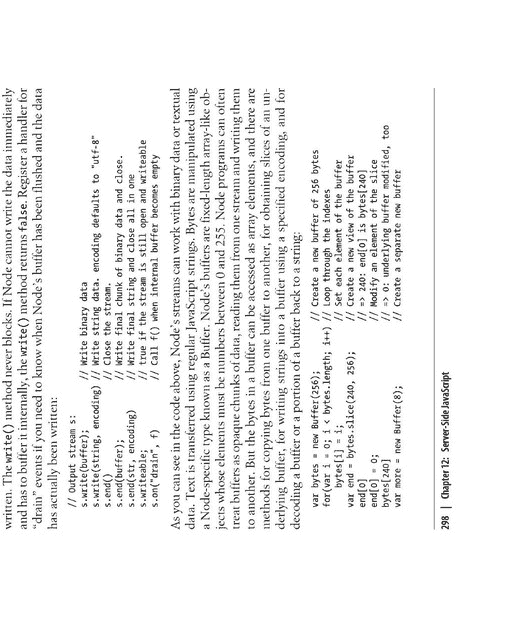 written. The write() method never blocks. If Node cannot write the data immediately
and has to buffer it internally, the write() method returns false. Register a handler for
“drain” events if you need to know when Node’s buffer has been flushed and the data
has actually been written:
// Output stream s:
s.write(buffer); // Write binary data
s.write(string, encoding) // Write string data. encoding defaults to "utf-8"
s.end() // Close the stream.
s.end(buffer); // Write final chunk of binary data and close.
s.end(str, encoding) // Write final string and close all in one
s.writeable; // true if the stream is still open and writeable
s.on("drain", f) // Call f() when internal buffer becomes empty
As you can see in the code above, Node’s streams can work with binary data or textual
data. Text is transferred using regular JavaScript strings. Bytes are manipulated using
a Node-specific type known as a Buffer. Node’s buffers are fixed-length array-like ob-
jects whose elements must be numbers between 0 and 255. Node programs can often
treat buffers as opaque chunks of data, reading them from one stream and writing them
to another. But the bytes in a buffer can be accessed as array elements, and there are
methods for copying bytes from one buffer to another, for obtaining slices of an un-
derlying buffer, for writing strings into a buffer using a specified encoding, and for
decoding a buffer or a portion of a buffer back to a string:
var bytes = new Buffer(256); // Create a new buffer of 256 bytes
for(var i = 0; i < bytes.length; i++) // Loop through the indexes
bytes[i] = i; // Set each element of the buffer
var end = bytes.slice(240, 256); // Create a new view of the buffer
end[0] // => 240: end[0] is bytes[240]
end[0] = 0; // Modify an element of the slice
bytes[240] // => 0: underlying buffer modified, too
var more = new Buffer(8); // Create a separate new buffer
298 | Chapter 12: Server-Side JavaScript